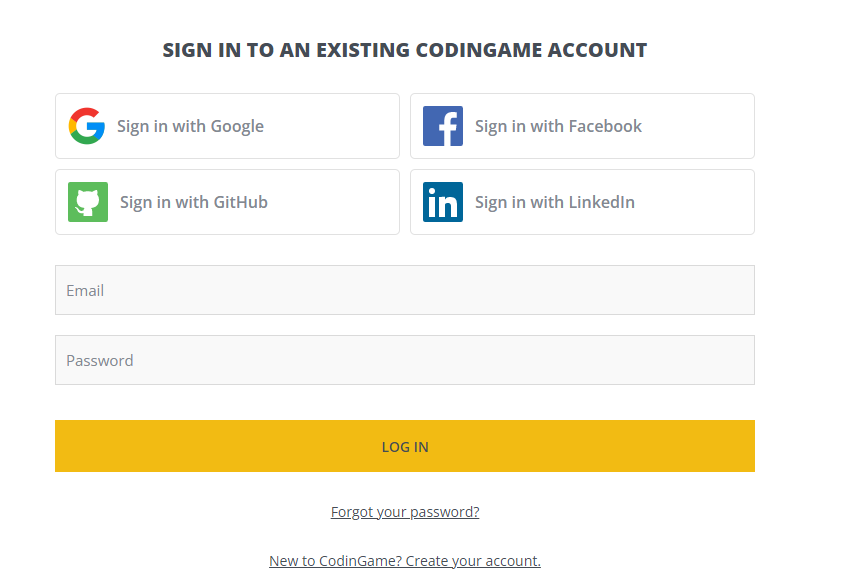 SIGN IN TO AN EXISTING CODINGAME ACCOUNT
Sign in with Google
Sign in with Facebook
Sign in with GitHub
in Sign in with LinkedIn
Email
Password
LOG IN
Forgot your password?
New to CodinGame? Create your account.